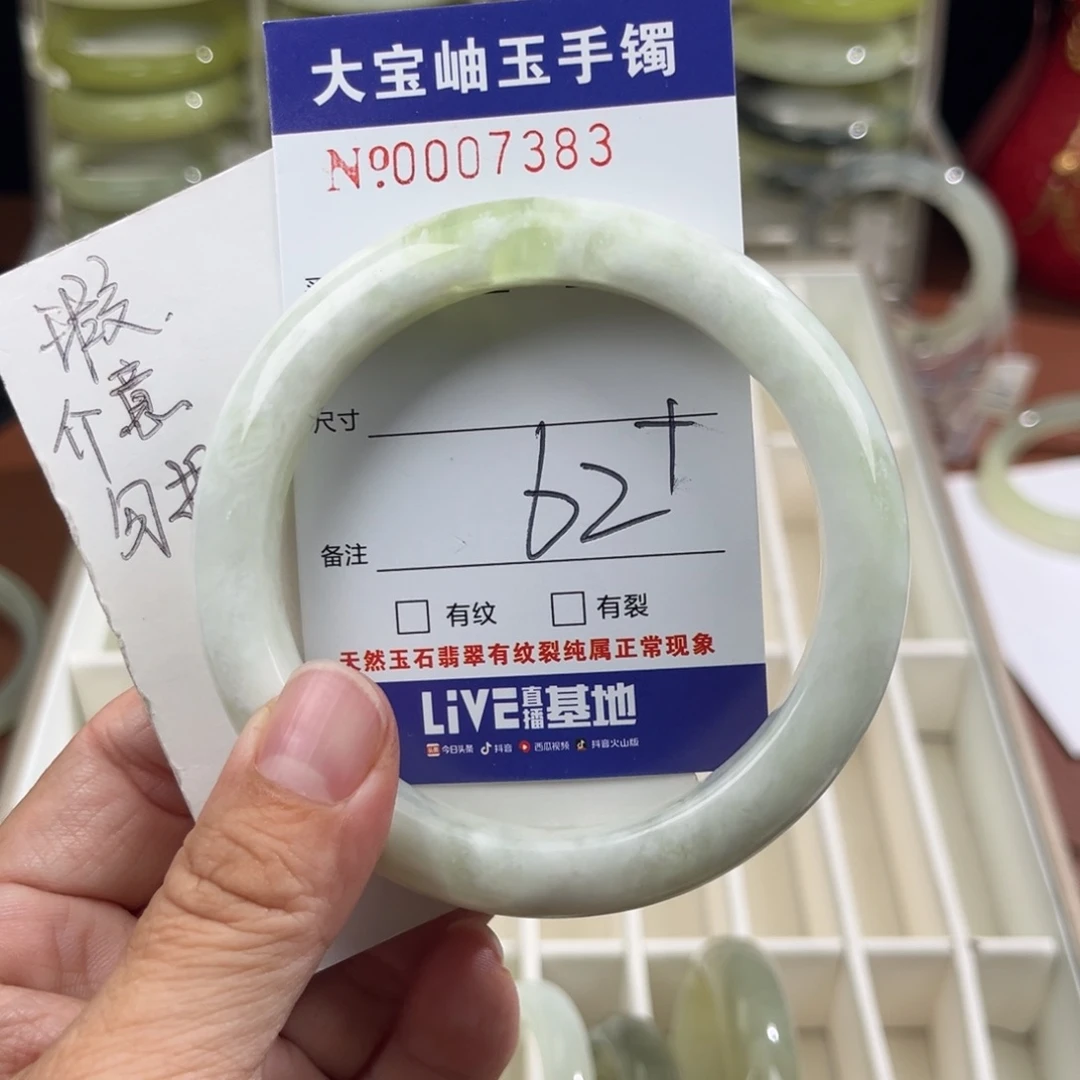 大宝岫玉手镯
No:0007383
瑕
介意
勿拍
尺寸
62+
备注
有纹 有裂
天然玉石翡翠有纹裂纯属正常现象
LiVE直播基地
今日头条 抖音 西瓜视频 抖音火山版